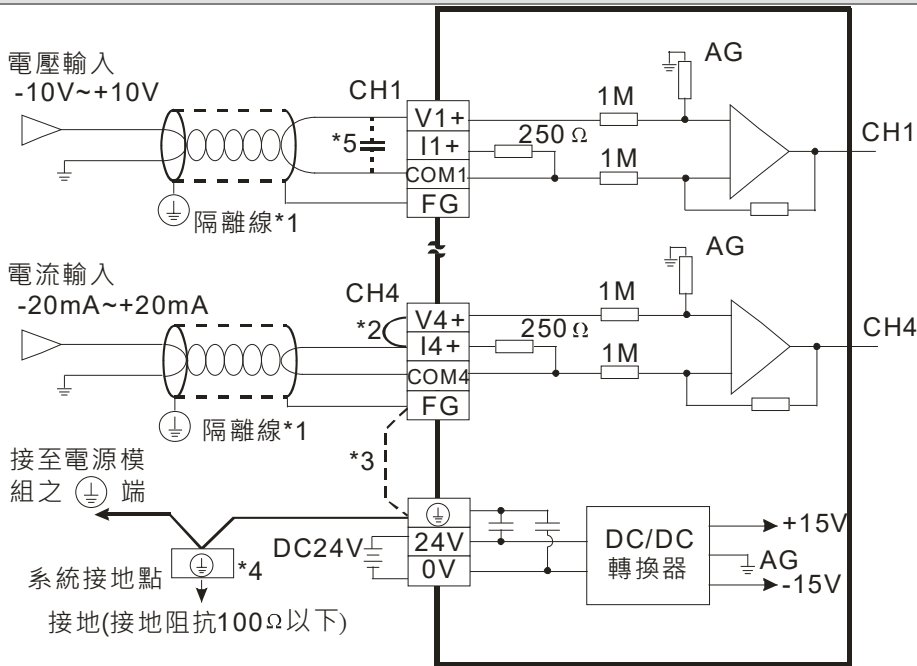 電壓輸入
-10V~+10V
CH1
V1+
I1+
COM1
FG
*5
250 Ω
1M
1M
AG
CH1
隔離線*1
電流輸入
-20mA~+20mA
CH4
*2
V4+
I4+
COM4
FG
250 Ω
1M
1M
AG
CH4
隔離線*1
*3
接至電源模
組之 端
DC24V
24V
0V
DC/DC
轉換器
+15V
AG
-15V
*4
系統接地點
接地(接地阻抗100Ω以下)